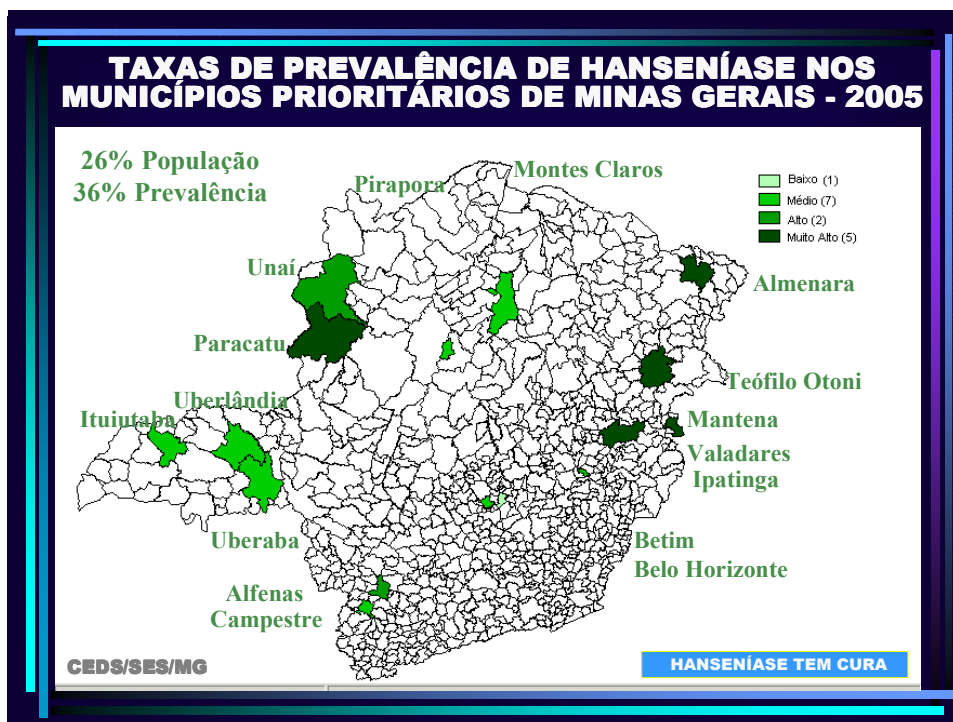 TAXAS DE PREVALÊNCIA DE HANSENÍASE NOS
MUNICÍPIOS PRIORITÁRIOS DE MINAS GERAIS - 2005
26% População
36% Prevalência
Pirapora
Montes Claros
Baixo (1)
Médio (7)
Alto (2)
Muito Alto (5)
Unaí
Almenara
Paracatu
Teófilo Otoni
Uberlândia
Ituiutaba
Mantena
Valadares
Ipatinga
Uberaba
Betim
Belo Horizonte
Alfenas
Campestre
CEDS/SES/MG
HANSENÍASE TEM CURA